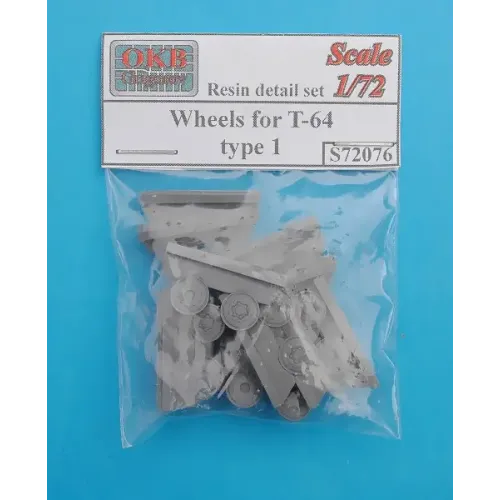 OKB
Grigorov
Resin detail set
Scale
1/72
Wheels for T-64
type 1
S72076